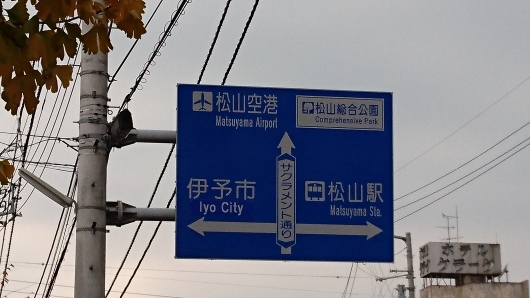 松山空港
Matsuyama Airport
松山総合公園
Comprehensive Park
サクラメント通り
伊予市
Iyo City
松山駅
Matsuyama Sta.